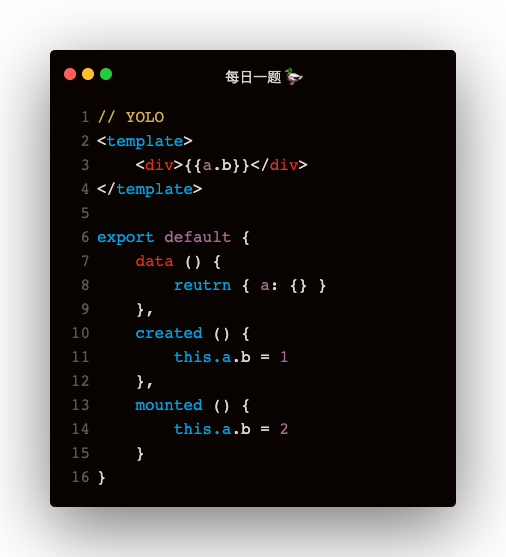 每日一题 🦆
1 // YOLO
2 <template>
3     <div>{{a.b}}</div>
4 </template>
5
6 export default {
7     data () {
8         reutrn { a: {} }
9     },
10     created () {
11         this.a.b = 1
12     },
13     mounted () {
14         this.a.b = 2
15     }
16 }